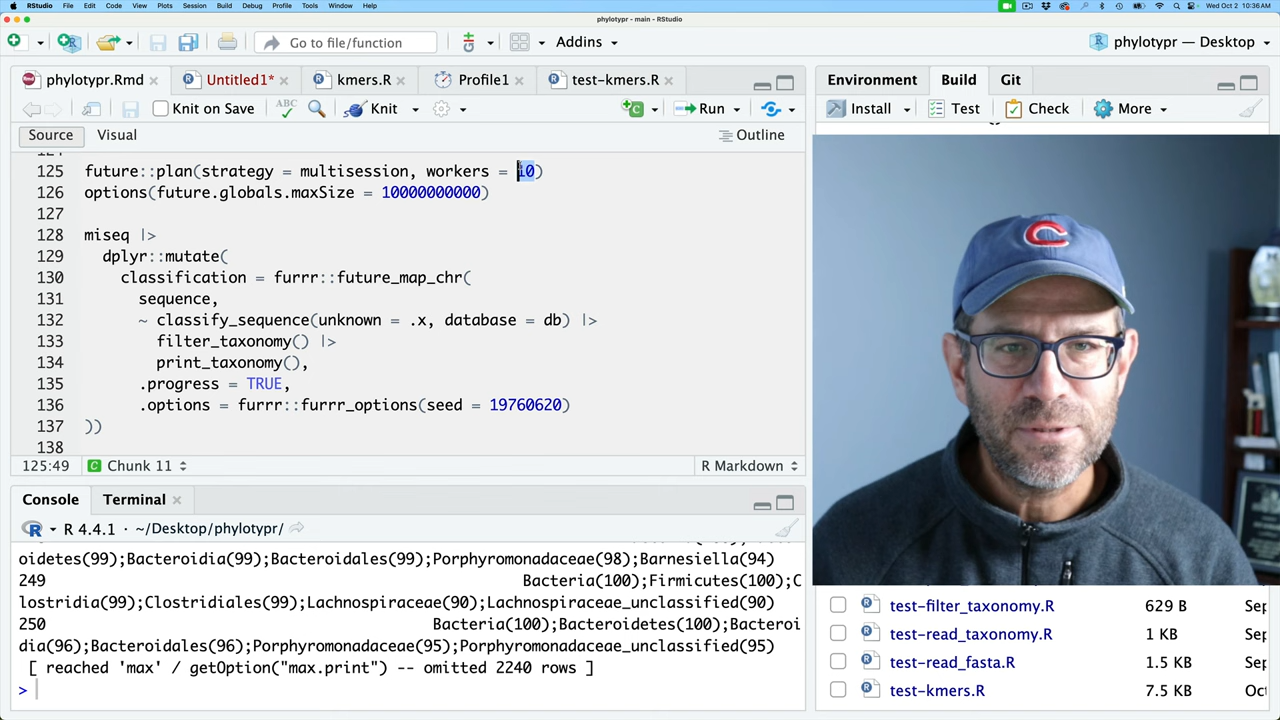 RStudio File Edit Code View Plots Session Build Debug Profile Tools Window Help
Wed Oct 2 10:36 AM
phylotypr - main - RStudio
Go to file/function
Addins
phylotypr — Desktop
phylotypr.Rmd
Untitled1*
kmers.R
Profile1
test-kmers.R
Knit on Save
ABC
Knit
Run
Source
Visual
Outline
125 future::plan(strategy = multisession, workers = 10)
126 options(future.globals.maxSize = 10000000000)
127
128 miseq |>
129 dplyr::mutate(
130 classification = furrr::future_map_chr(
131 sequence,
132 ~ classify_sequence(unknown = .x, database = db) |>
133 filter_taxonomy() |>
134 print_taxonomy(),
135 .progress = TRUE,
136 .options = furrr::furrr_options(seed = 19760620)
137 ))
138
125:49
Chunk 11
R Markdown
Console
Terminal
R 4.4.1 · ~/Desktop/phylotypr/
oidetes(99);Bacteroidia(99);Bacteroidales(99);Porphyromonadaceae(98);Barnesiella(94)
249 Bacteria(100);Firmicutes(100);C
lostridia(99);Clostridiales(99);Lachnospiraceae(90);Lachnospiraceae_unclassified(90)
250 Bacteria(100);Bacteroidetes(100);Bacteroi
dia(96);Bacteroidales(96);Porphyromonadaceae(95);Porphyromonadaceae_unclassified(95)
[ reached 'max' / getOption("max.print") -- omitted 2240 rows ]
>
Environment
Build
Git
Install
Test
Check
More
test-filter_taxonomy.R 629 B Sep
test-read_taxonomy.R 1 KB Sep
test-read_fasta.R 1.5 KB Sep
test-kmers.R 7.5 KB Oct